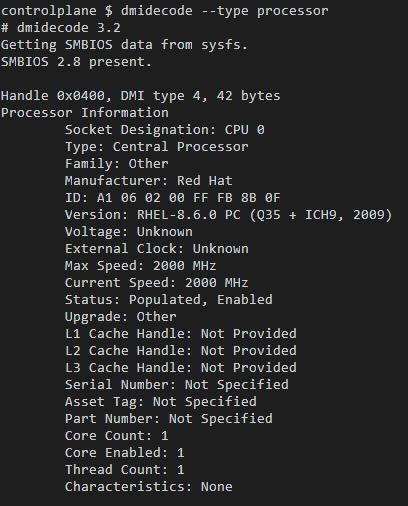 controlplane $ dmidecode --type processor
# dmidecode 3.2
Getting SMBIOS data from sysfs.
SMBIOS 2.8 present.
Handle 0x0400, DMI type 4, 42 bytes
Processor Information
Socket Designation: CPU 0
Type: Central Processor
Family: Other
Manufacturer: Red Hat
ID: A1 06 02 00 FF FB 8B 0F
Version: RHEL-8.6.0 PC (Q35 + ICH9, 2009)
Voltage: Unknown
External Clock: Unknown
Max Speed: 2000 MHz
Current Speed: 2000 MHz
Status: Populated, Enabled
Upgrade: Other
L1 Cache Handle: Not Provided
L2 Cache Handle: Not Provided
L3 Cache Handle: Not Provided
Serial Number: Not Specified
Asset Tag: Not Specified
Part Number: Not Specified
Core Count: 1
Core Enabled: 1
Thread Count: 1
Characteristics: None